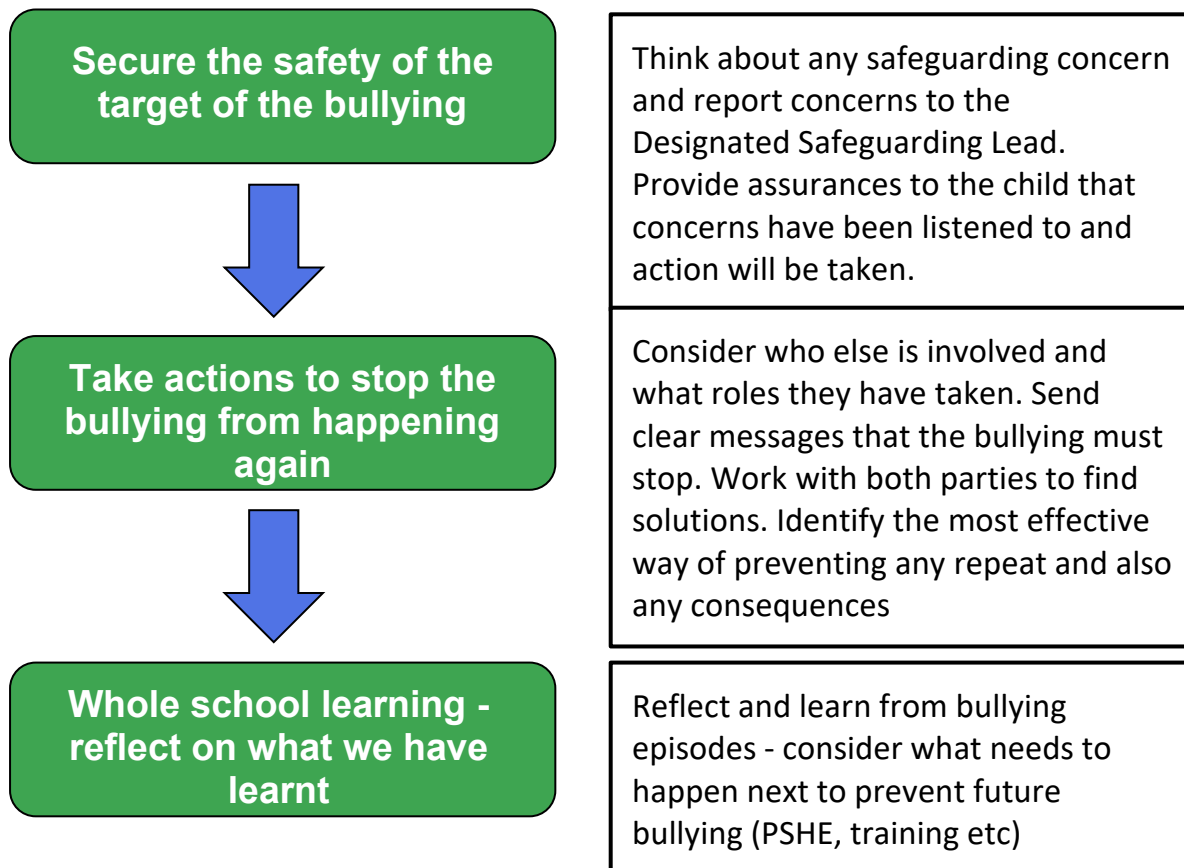 Secure the safety of the
target of the bullying
Think about any safeguarding concern
and report concerns to the
Designated Safeguarding Lead.
Provide assurances to the child that
concerns have been listened to and
action will be taken.
Take actions to stop the
bullying from happening
again
Consider who else is involved and
what roles they have taken. Send
clear messages that the bullying must
stop. Work with both parties to find
solutions. Identify the most effective
way of preventing any repeat and also
any consequences
Whole school learning -
reflect on what we have
learnt
Reflect and learn from bullying
episodes - consider what needs to
happen next to prevent future
bullying (PSHE, training etc)